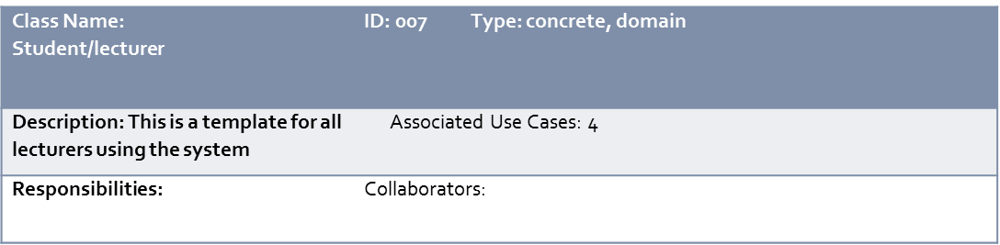 Class Name: ID: 007 Type: concrete, domain
Student/lecturer
Description: This is a template for all Associated Use Cases: 4
lecturers using the system
Responsibilities: Collaborators: